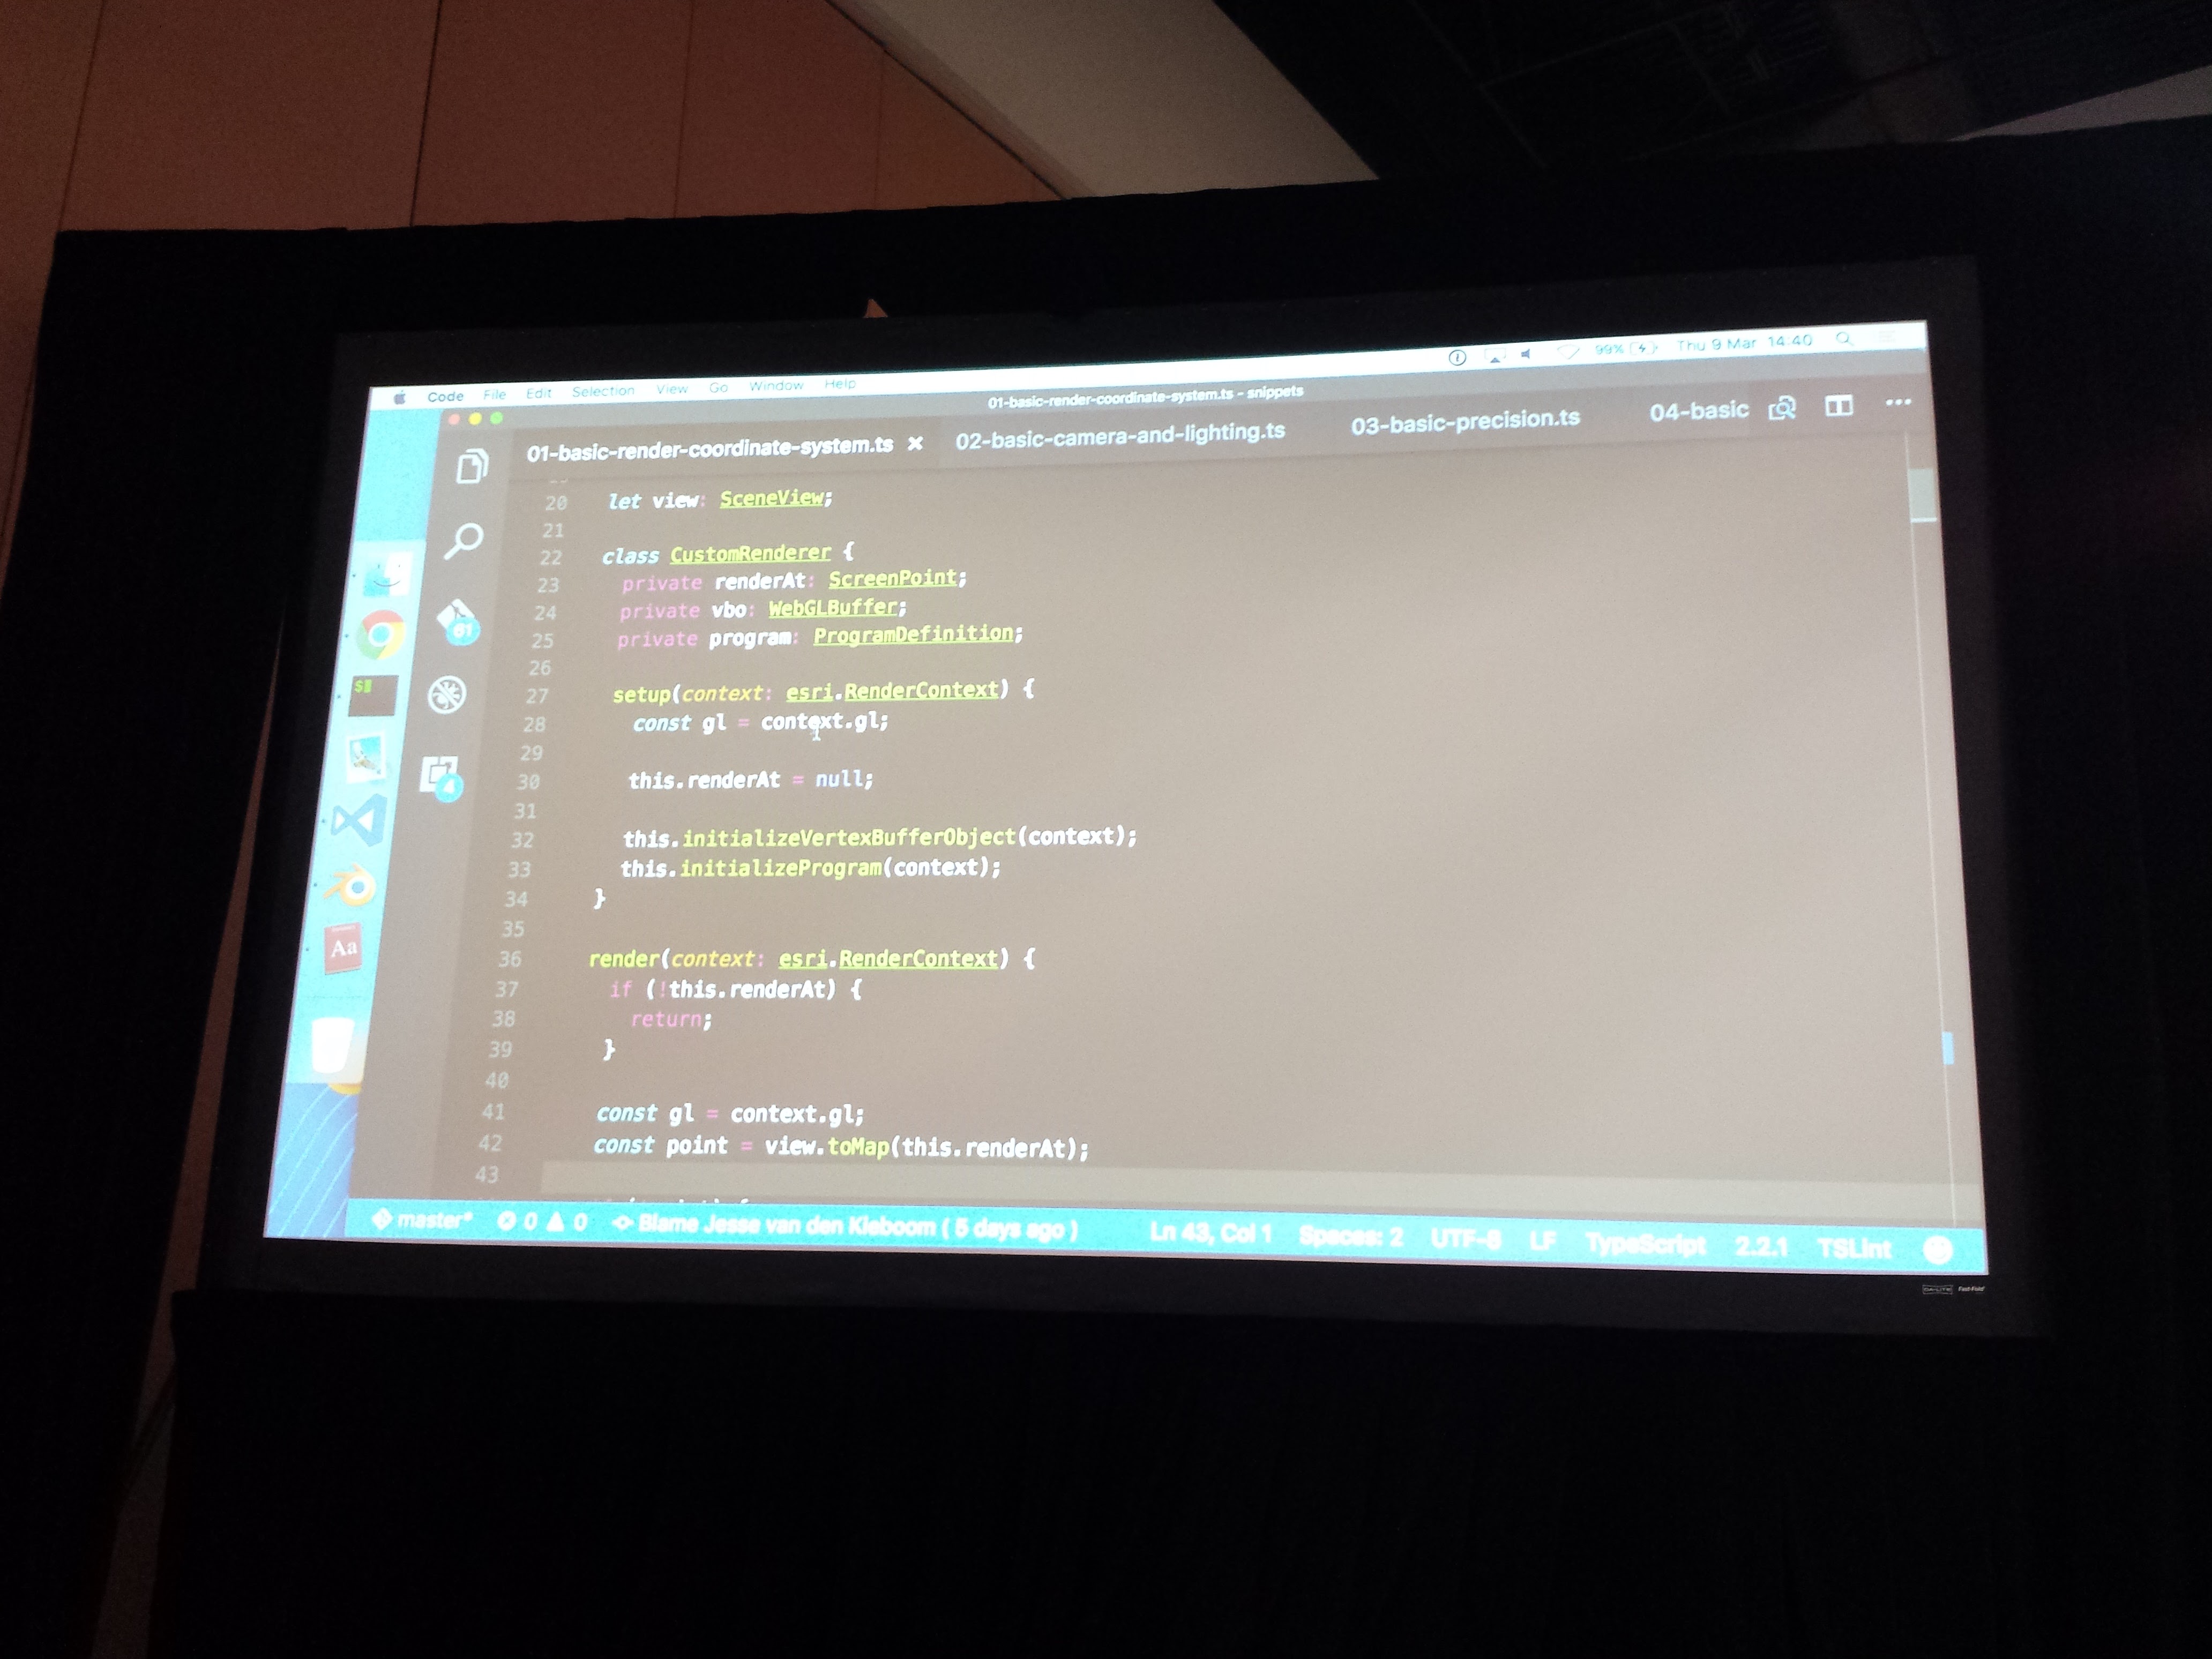 Code File Edit Selection View Go Window Help
99% Thu 9 Mar 14:40
01-basic-render-coordinate-system.ts - snippets
01-basic-render-coordinate-system.ts × 02-basic-camera-and-lighting.ts 03-basic-precision.ts 04-basic
20 let view: SceneView;
21
22 class CustomRenderer {
23 private renderAt: ScreenPoint;
24 private vbo: WebGLBuffer;
25 private program: ProgramDefinition;
26
27 setup(context: esri.RenderContext) {
28 const gl = context.gl;
29
30 this.renderAt = null;
31
32 this.initializeVertexBufferObject(context);
33 this.initializeProgram(context);
34 }
35
36 render(context: esri.RenderContext) {
37 if (!this.renderAt) {
38 return;
39 }
40
41 const gl = context.gl;
42 const point = view.toMap(this.renderAt);
43
61
4
$
Aa
master* 0 0 Blame Jesse van den Kieboom ( 5 days ago ) Ln 43, Col 1 Spaces: 2 UTF-8 LF TypeScript 2.2.1 TSLint
DA-LITE Fast-Fold